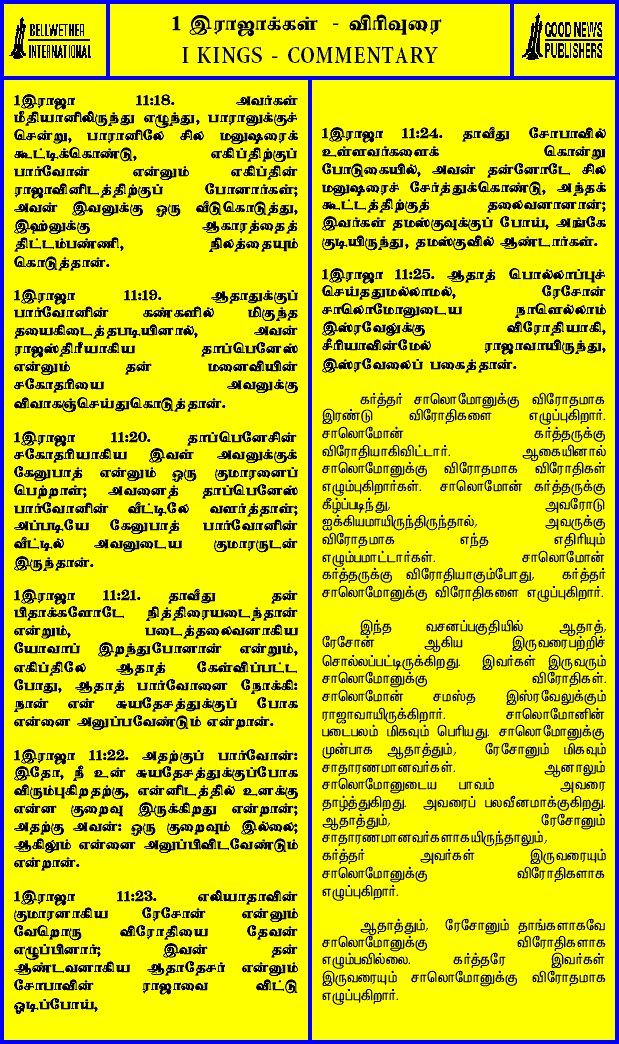 BELLWETHER
INTERNATIONAL
1 இராஜாக்கள் - விரிவுரை
I KINGS - COMMENTARY
GOOD NEWS
PUBLISHERS
1இராஜா 11:18. அவர்கள்
மீதியானிலிருந்து எழுந்து, பாரானுக்குச்
சென்று, பாரானிலே சில மனுஷரைக்
கூட்டிக்கொண்டு, எகிப்திற்குப்
பார்வோன் என்னும் எகிப்தின்
ராஜாவினிடத்திற்குப் போனார்கள்;
அவன் இவனுக்கு ஒரு வீடுகொடுத்து,
இஹனுக்கு ஆகாரத்தைத்
திட்டம்பண்ணி, நிலத்தையும்
கொடுத்தான்.
1இராஜா 11:19. ஆதாதுக்குப்
பார்வோனின் கண்களில் மிகுந்த
தயைகிடைத்தபடியினால், அவன்
ராஜஸ்திரீயாகிய தாப்பெனேஸ்
என்னும் தன் மனைவியின்
சகோதரியை அவனுக்கு
விவாகஞ்செய்துகொடுத்தான்.
1இராஜா 11:20. தாப்பெனேசின்
சகோதரியாகிய இவள் அவனுக்குக்
கேனுபாத் என்னும் ஒரு குமாரனைப்
பெற்றாள்; அவனைத் தாப்பெனேஸ்
பார்வோனின் வீட்டிலே வளர்த்தாள்;
அப்படியே கேனுபாத் பார்வோனின்
வீட்டில் அவனுடைய குமாரருடன்
இருந்தான்.
1இராஜா 11:21. தாவீது தன்
பிதாக்களோடே நித்திரையடைந்தான்
என்றும், படைத்தலைவனாகிய
யோவாப் இறந்துபோனான் என்றும்,
எகிப்திலே ஆதாத் கேள்விப்பட்ட
போது, ஆதாத் பார்வோனை நோக்கி:
நான் என் சுயதேசத்துக்குப் போக
என்னை அனுப்பவேண்டும் என்றான்.
1இராஜா 11:22. அதற்குப் பார்வோன்:
இதோ, நீ உன் சுயதேசத்துக்குப்போக
விரும்புகிறதற்கு, என்னிடத்தில் உனக்கு
என்ன குறைவு இருக்கிறது என்றான்;
அதற்கு அவன்: ஒரு குறைவும் இல்லை;
ஆகிலும் என்னை அனுப்பிவிடவேண்டும்
என்றான்.
1இராஜா 11:23. எலியாதாவின்
குமாரனாகிய ரேசோன் என்னும்
வேறொரு விரோதியை தேவன்
எழுப்பினார்; இவன் தன்
ஆண்டவனாகிய ஆதாதேசர் என்னும்
சோபாவின் ராஜாவை விட்டு
ஓடிப்போய்,
1இராஜா 11:24. தாவீது சோபாவில்
உள்ளவர்களைக் கொன்று
போடுகையில், அவன் தன்னோடே சில
மனுஷரைச் சேர்த்துக்கொண்டு, அந்தக்
கூட்டத்திற்குத் தலைவனானான்;
இவர்கள் தமஸ்குவுக்குப் போய், அங்கே
குடியிருந்து, தமஸ்குவில் ஆண்டார்கள்.
1இராஜா 11:25. ஆதாத் பொல்லாப்புச்
செய்ததுமல்லாமல், ரேசோன்
சாலொமோனுடைய நாளெல்லாம்
இஸ்ரவேலுக்கு விரோதியாகி,
சீரியாவின்மேல் ராஜாவாயிருந்து,
இஸ்ரவேலைப் பகைத்தான்.
கர்த்தர் சாலொமோனுக்கு விரோதமாக
இரண்டு விரோதிகளை எழுப்புகிறார்.
சாலொமோன் கர்த்தருக்கு
விரோதியாகிவிட்டார். ஆகையினால்
சாலொமோனுக்கு விரோதமாக விரோதிகள்
எழும்புகிறார்கள். சாலொமோன் கர்த்தருக்கு
கீழ்ப்படிந்து, அவரோடு
ஐக்கியமாயிருந்திருந்தால், அவருக்கு
விரோதமாக எந்த எதிரியும்
எழும்பமாட்டார்கள். சாலொமோன்
கர்த்தருக்கு விரோதியாகும்போது, கர்த்தர்
சாலொமோனுக்கு விரோதிகளை எழுப்புகிறார்.
இந்த வசனப்பகுதியில் ஆதாத்,
ரேசோன் ஆகிய இருவரைபற்றிச்
சொல்லப்பட்டிருக்கிறது. இவர்கள் இருவரும்
சாலொமோனுக்கு விரோதிகள்.
சாலொமோன் சமஸ்த இஸ்ரவேலுக்கும்
ராஜாவாயிருக்கிறார். சாலொமோனின்
படைபலம் மிகவும் பெரியது. சாலொமோனுக்கு
முன்பாக ஆதாத்தும், ரேசோனும் மிகவும்
சாதாரணமானவர்கள். ஆனாலும்
சாலொமோனுடைய பாவம் அவரை
தாழ்த்துகிறது. அவரைப் பலவீனமாக்குகிறது.
ஆதாத்தும், ரேசோனும்
சாதாரணமானவர்களாகயிருந்தாலும்,
கர்த்தர் அவர்கள் இருவரையும்
சாலொமோனுக்கு விரோதிகளாக
எழுப்புகிறார்.
ஆதாத்தும், ரேசோனும் தாங்களாகவே
சாலொமோனுக்கு விரோதிகளாக
எழும்பவில்லை. கர்த்தரே இவர்கள்
இருவரையும் சாலொமோனுக்கு விரோதமாக
எழுப்புகிறார்.